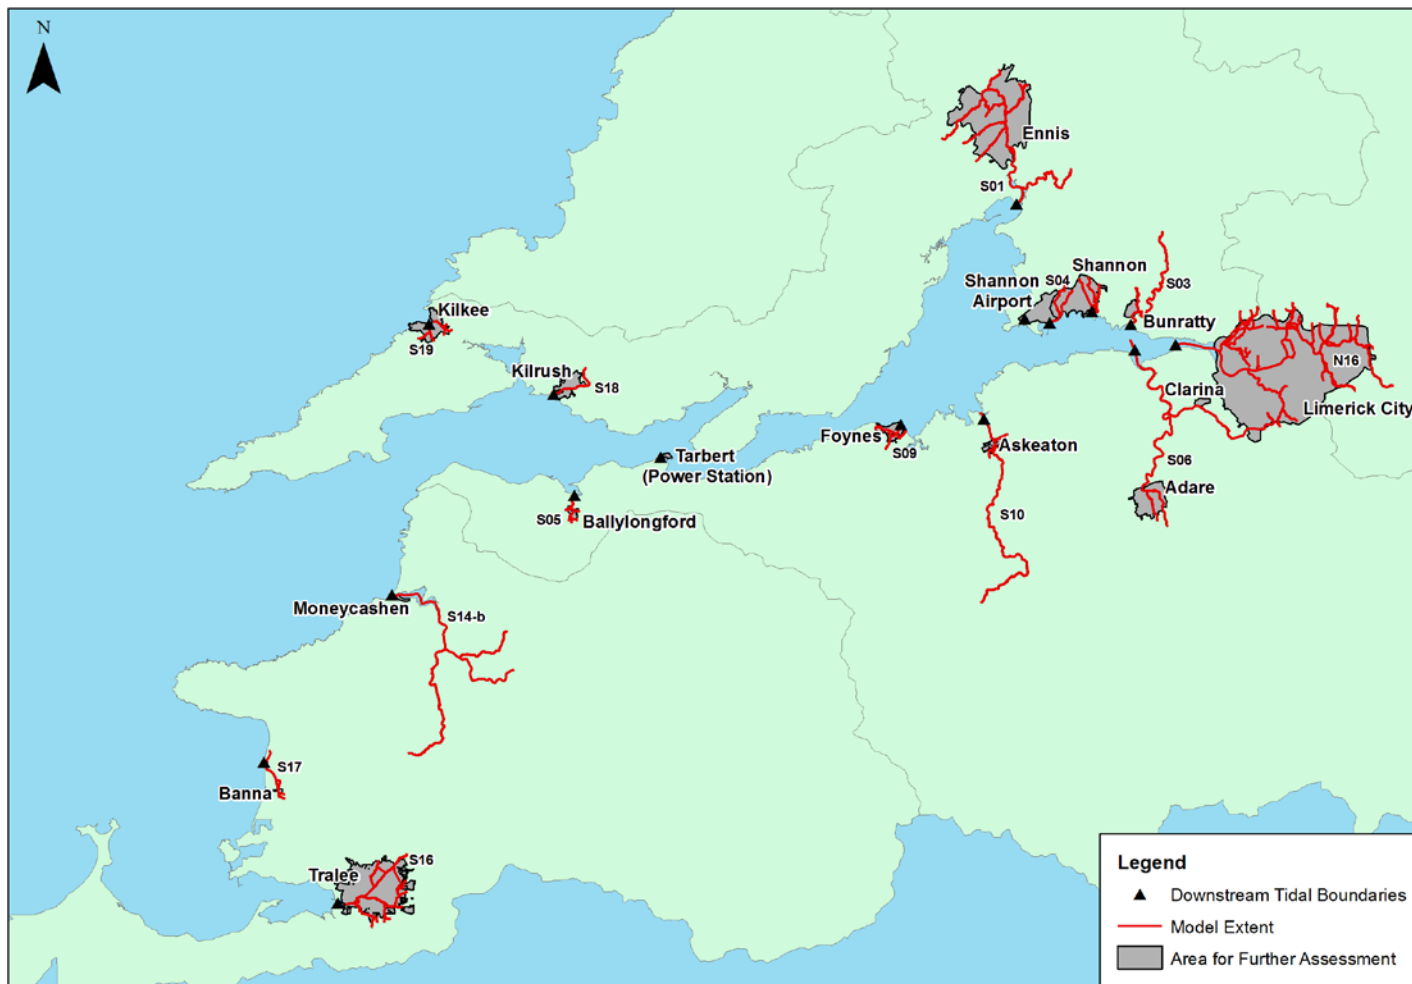 N
Ennis
S01
Shannon
S04
Shannon
Airport
S03
Bunratty
Kilkee
S19
Kilrush
S18
N16
Clarina
Limerick City
Foynes
S09
Askeaton
Tarbert
(Power Station)
S06
Adare
S05
Ballylongford
S10
Moneycashen
S14-b
S17
Banna
S16
Tralee
Legend
Downstream Tidal Boundaries
Model Extent
Area for Further Assessment